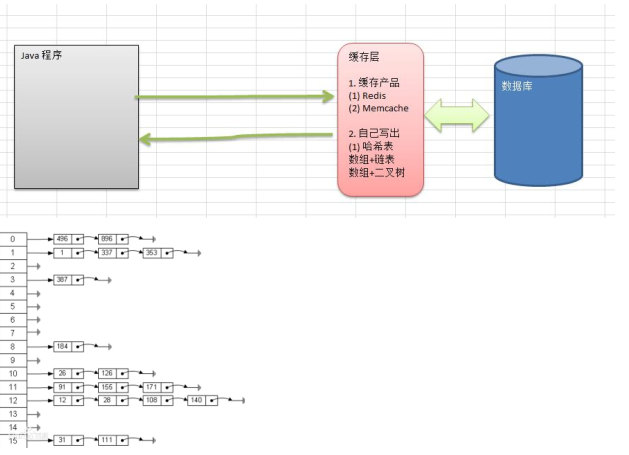 Java 程序
缓存层
1. 缓存产品
(1) Redis
(2) Memcache
2. 自己写出
(1) 哈希表
数组+链表
数组+二叉树
数据库
0 496 896
1 1 337 353
2
3 387
4
5
6
7
8 184
9
10 26 126
11 91 155 171
12 12 28 108 140
13
14
15 31 111